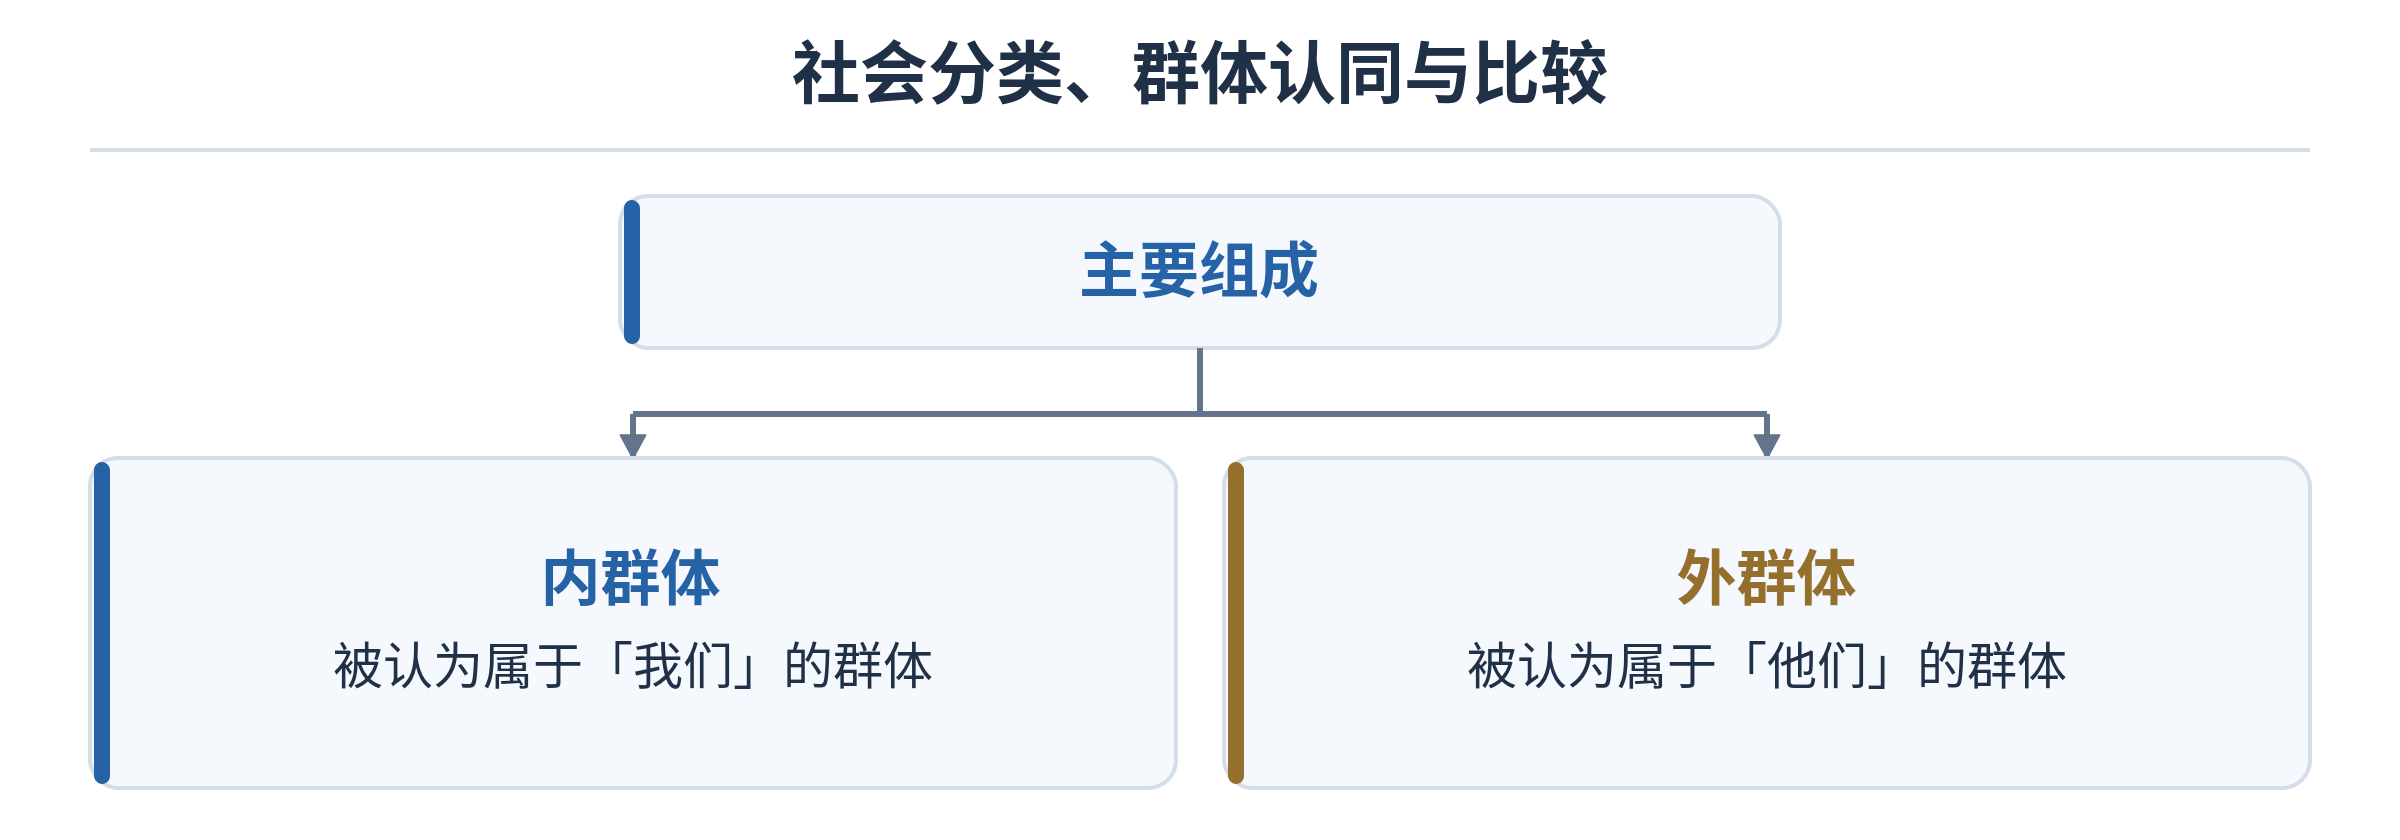 社会分类、群体认同与比较
主要组成
内群体
被认为属于「我们」的群体
外群体
被认为属于「他们」的群体